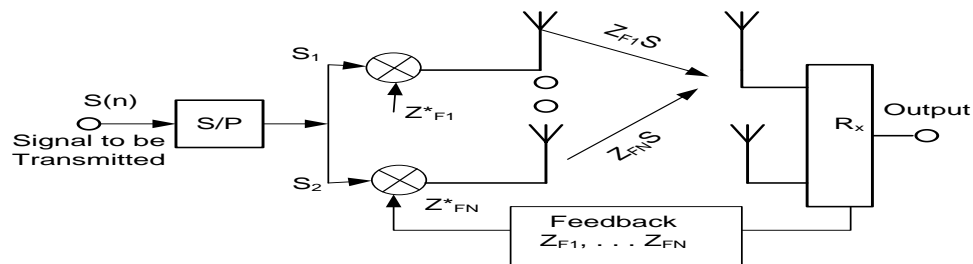 S(n)
Signal to be
Transmitted
S/P
S₁
Z*F1
S₂
Z*FN
ZF1S
ZFNS
Feedback
ZF1, . . . ZFN
Rx
Output